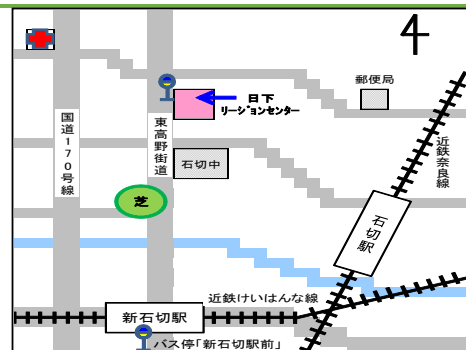 郵便局
日下
リージョンセンター
国道170号線
東高野街道
近鉄奈良線
石切中
芝
石切駅
近鉄けいはんな線
新石切駅
バス停「新石切駅前」